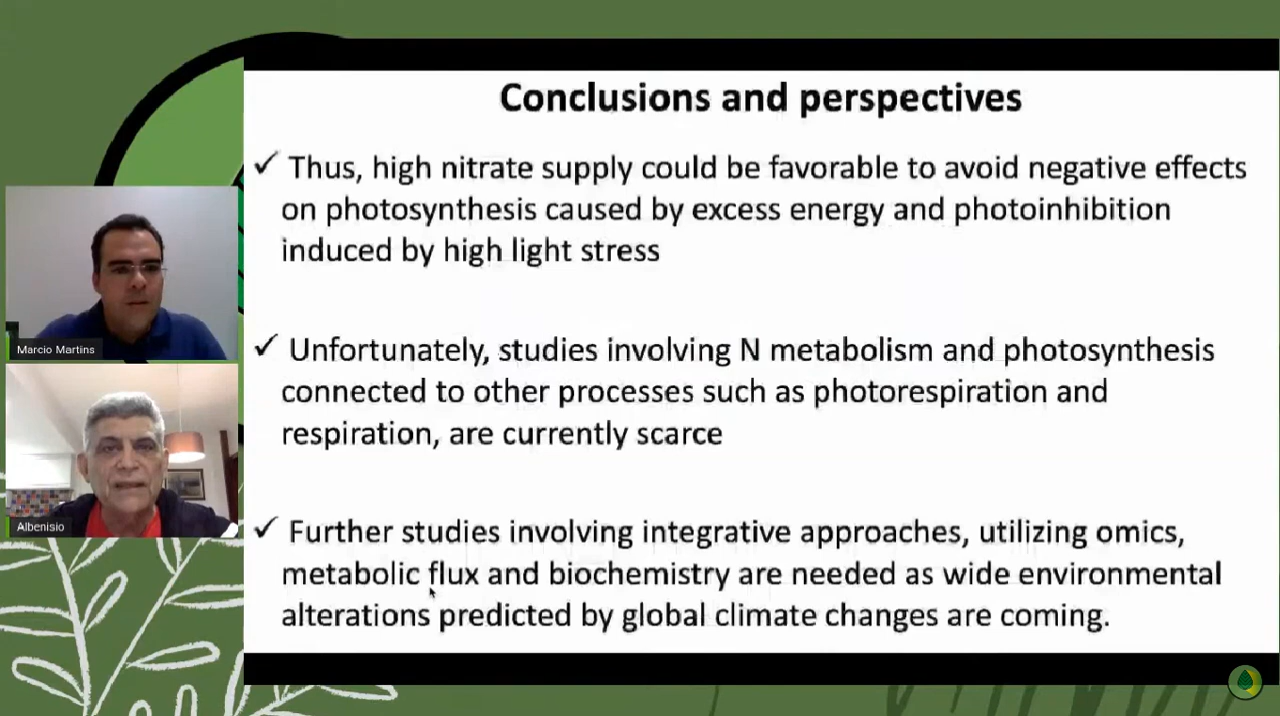 Conclusions and perspectives
✓ Thus, high nitrate supply could be favorable to avoid negative effects
on photosynthesis caused by excess energy and photoinhibition
induced by high light stress
✓ Unfortunately, studies involving N metabolism and photosynthesis
connected to other processes such as photorespiration and
respiration, are currently scarce
✓ Further studies involving integrative approaches, utilizing omics,
metabolic flux and biochemistry are needed as wide environmental
alterations predicted by global climate changes are coming.
Marcio Martins
Albenisio